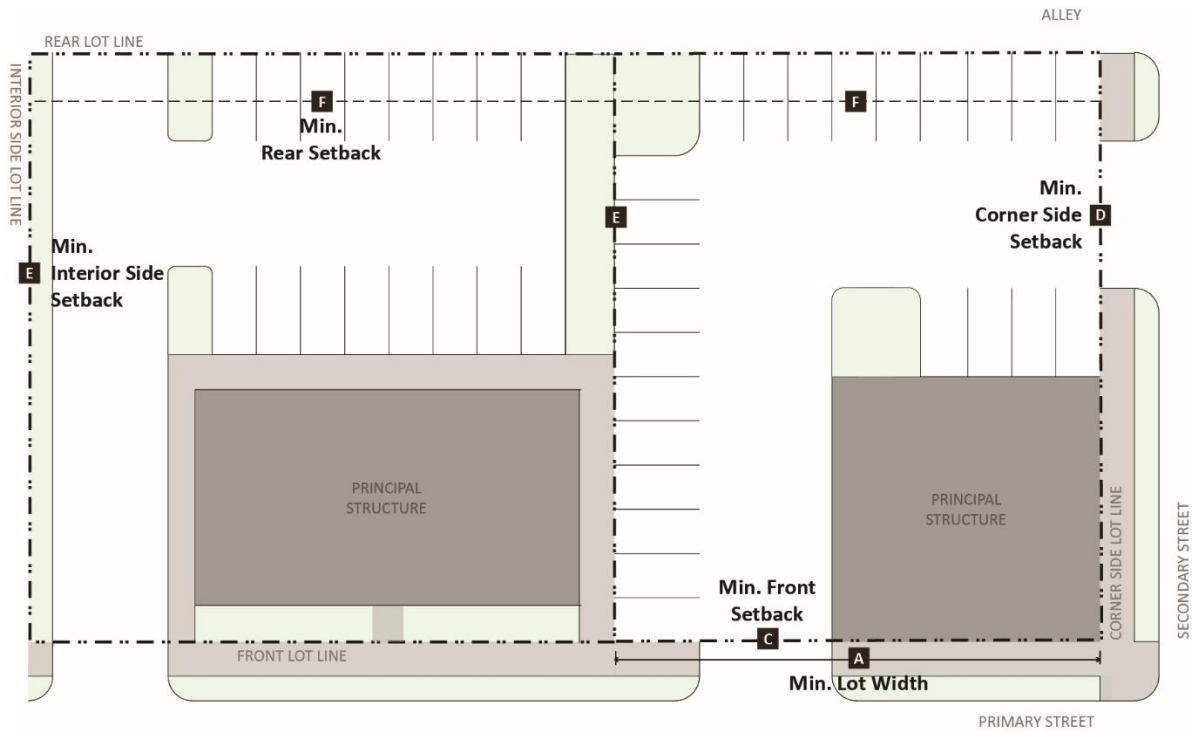 ALLEY
REAR LOT LINE
INTERIOR SIDE LOT LINE
F
F
Min.
Rear Setback
E
Min.
Corner Side
Setback
D
E
Min.
Interior Side
Setback
PRINCIPAL
STRUCTURE
PRINCIPAL
STRUCTURE
CORNER SIDE LOT LINE
SECONDARY STREET
Min. Front
Setback
C
FRONT LOT LINE
A
Min. Lot Width
PRIMARY STREET